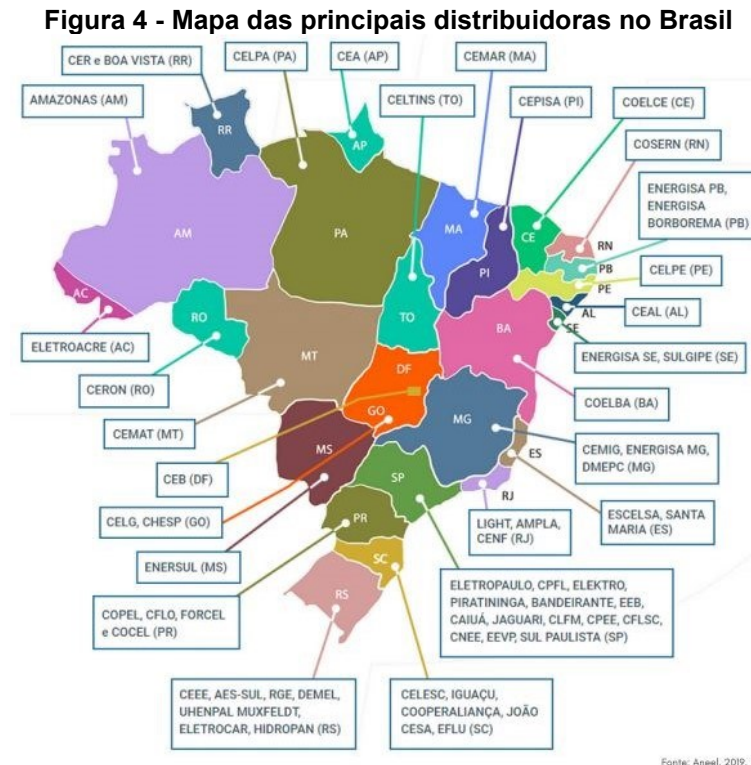 Figura 4 - Mapa das principais distribuidoras no Brasil
CER e BOA VISTA (RR)
CELPA (PA)
CEA (AP)
CEMAR (MA)
AMAZONAS (AM)
CELTINS (TO)
CEPISA (PI)
COELCE (CE)
COSERN (RN)
ENERGISA PB,
ENERGISA
BORBOREMA (PB)
CELPE (PE)
CEAL (AL)
ENERGISA SE, SULGIPE (SE)
COELBA (BA)
RR
AP
AM
PA
MA
CE
RN
PB
PI
PE
AL
SE
AC
RO
TO
BA
MT
DF
GO
MG
ES
MS
SP
RJ
PR
SC
RS
ELETROACRE (AC)
CERON (RO)
CEMAT (MT)
CEB (DF)
CELG, CHESP (GO)
ENERSUL (MS)
COPEL, CFLO, FORCEL
e COCEL (PR)
CEMIG, ENERGISA MG,
DMEPC (MG)
ESCELSA, SANTA
MARIA (ES)
LIGHT, AMPLA,
CENF (RJ)
ELETROPAULO, CPFL, ELEKTRO,
PIRATININGA, BANDEIRANTE, EEB,
CAIUÁ, JAGUARI, CLFM, CPEE, CFLSC,
CNEE, EEVP, SUL PAULISTA (SP)
CEEE, AES-SUL, RGE, DEMEL,
UHENPAL MUXFELDT,
ELETROCAR, HIDROPAN (RS)
CELESC, IGUAÇU,
COOPERALIANÇA, JOÃO
CESA, EFLU (SC)
Fonte: Aneel, 2019.